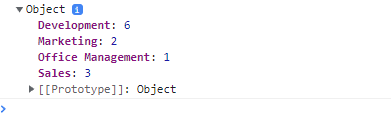 Object i
Development: 6
Marketing: 2
Office Management: 1
Sales: 3
[[Prototype]]: Object